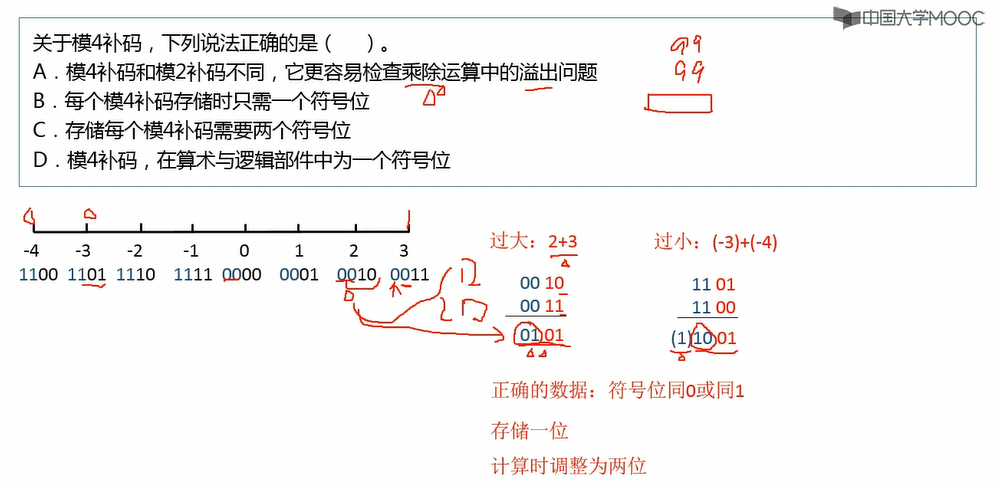 中国大学MOOC
关于模4补码，下列说法正确的是（ ）。
A．模4补码和模2补码不同，它更容易检查乘除运算中的溢出问题
B．每个模4补码存储时只需一个符号位
C．存储每个模4补码需要两个符号位
D．模4补码，在算术与逻辑部件中为一个符号位
-4 -3 -2 -1 0 1 2 3
1100 1101 1110 1111 0000 0001 0010 0011
过大：2+3
00 10
00 11
01 01
过小：(-3)+(-4)
11 01
11 00
(1)10 01
正确的数据：符号位同0或同1
存储一位
计算时调整为两位